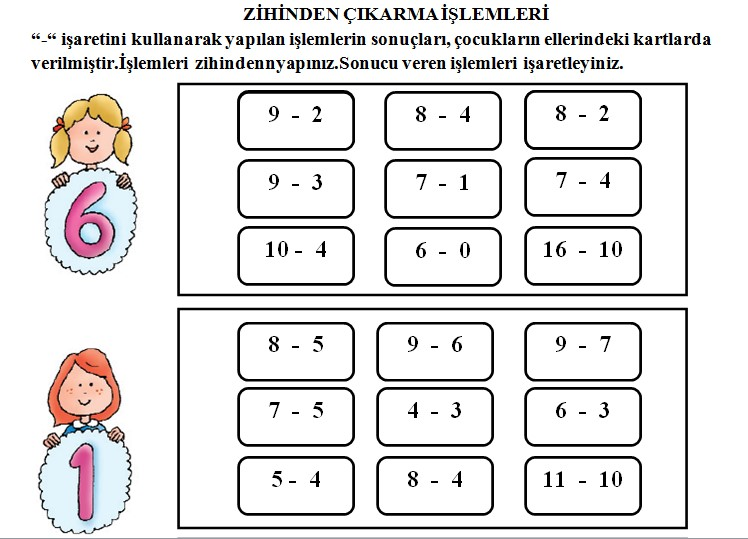 ZİHİNDEN ÇIKARMA İŞLEMLERİ
“-“ işaretini kullanarak yapılan işlemlerin sonuçları, çocukların ellerindeki kartlarda
verilmiştir.İşlemleri zihindennyapınız.Sonucu veren işlemleri işaretleyiniz.
6
9 - 2 8 - 4 8 - 2
9 - 3 7 - 1 7 - 4
10 - 4 6 - 0 16 - 10
1
8 - 5 9 - 6 9 - 7
7 - 5 4 - 3 6 - 3
5 - 4 8 - 4 11 - 10